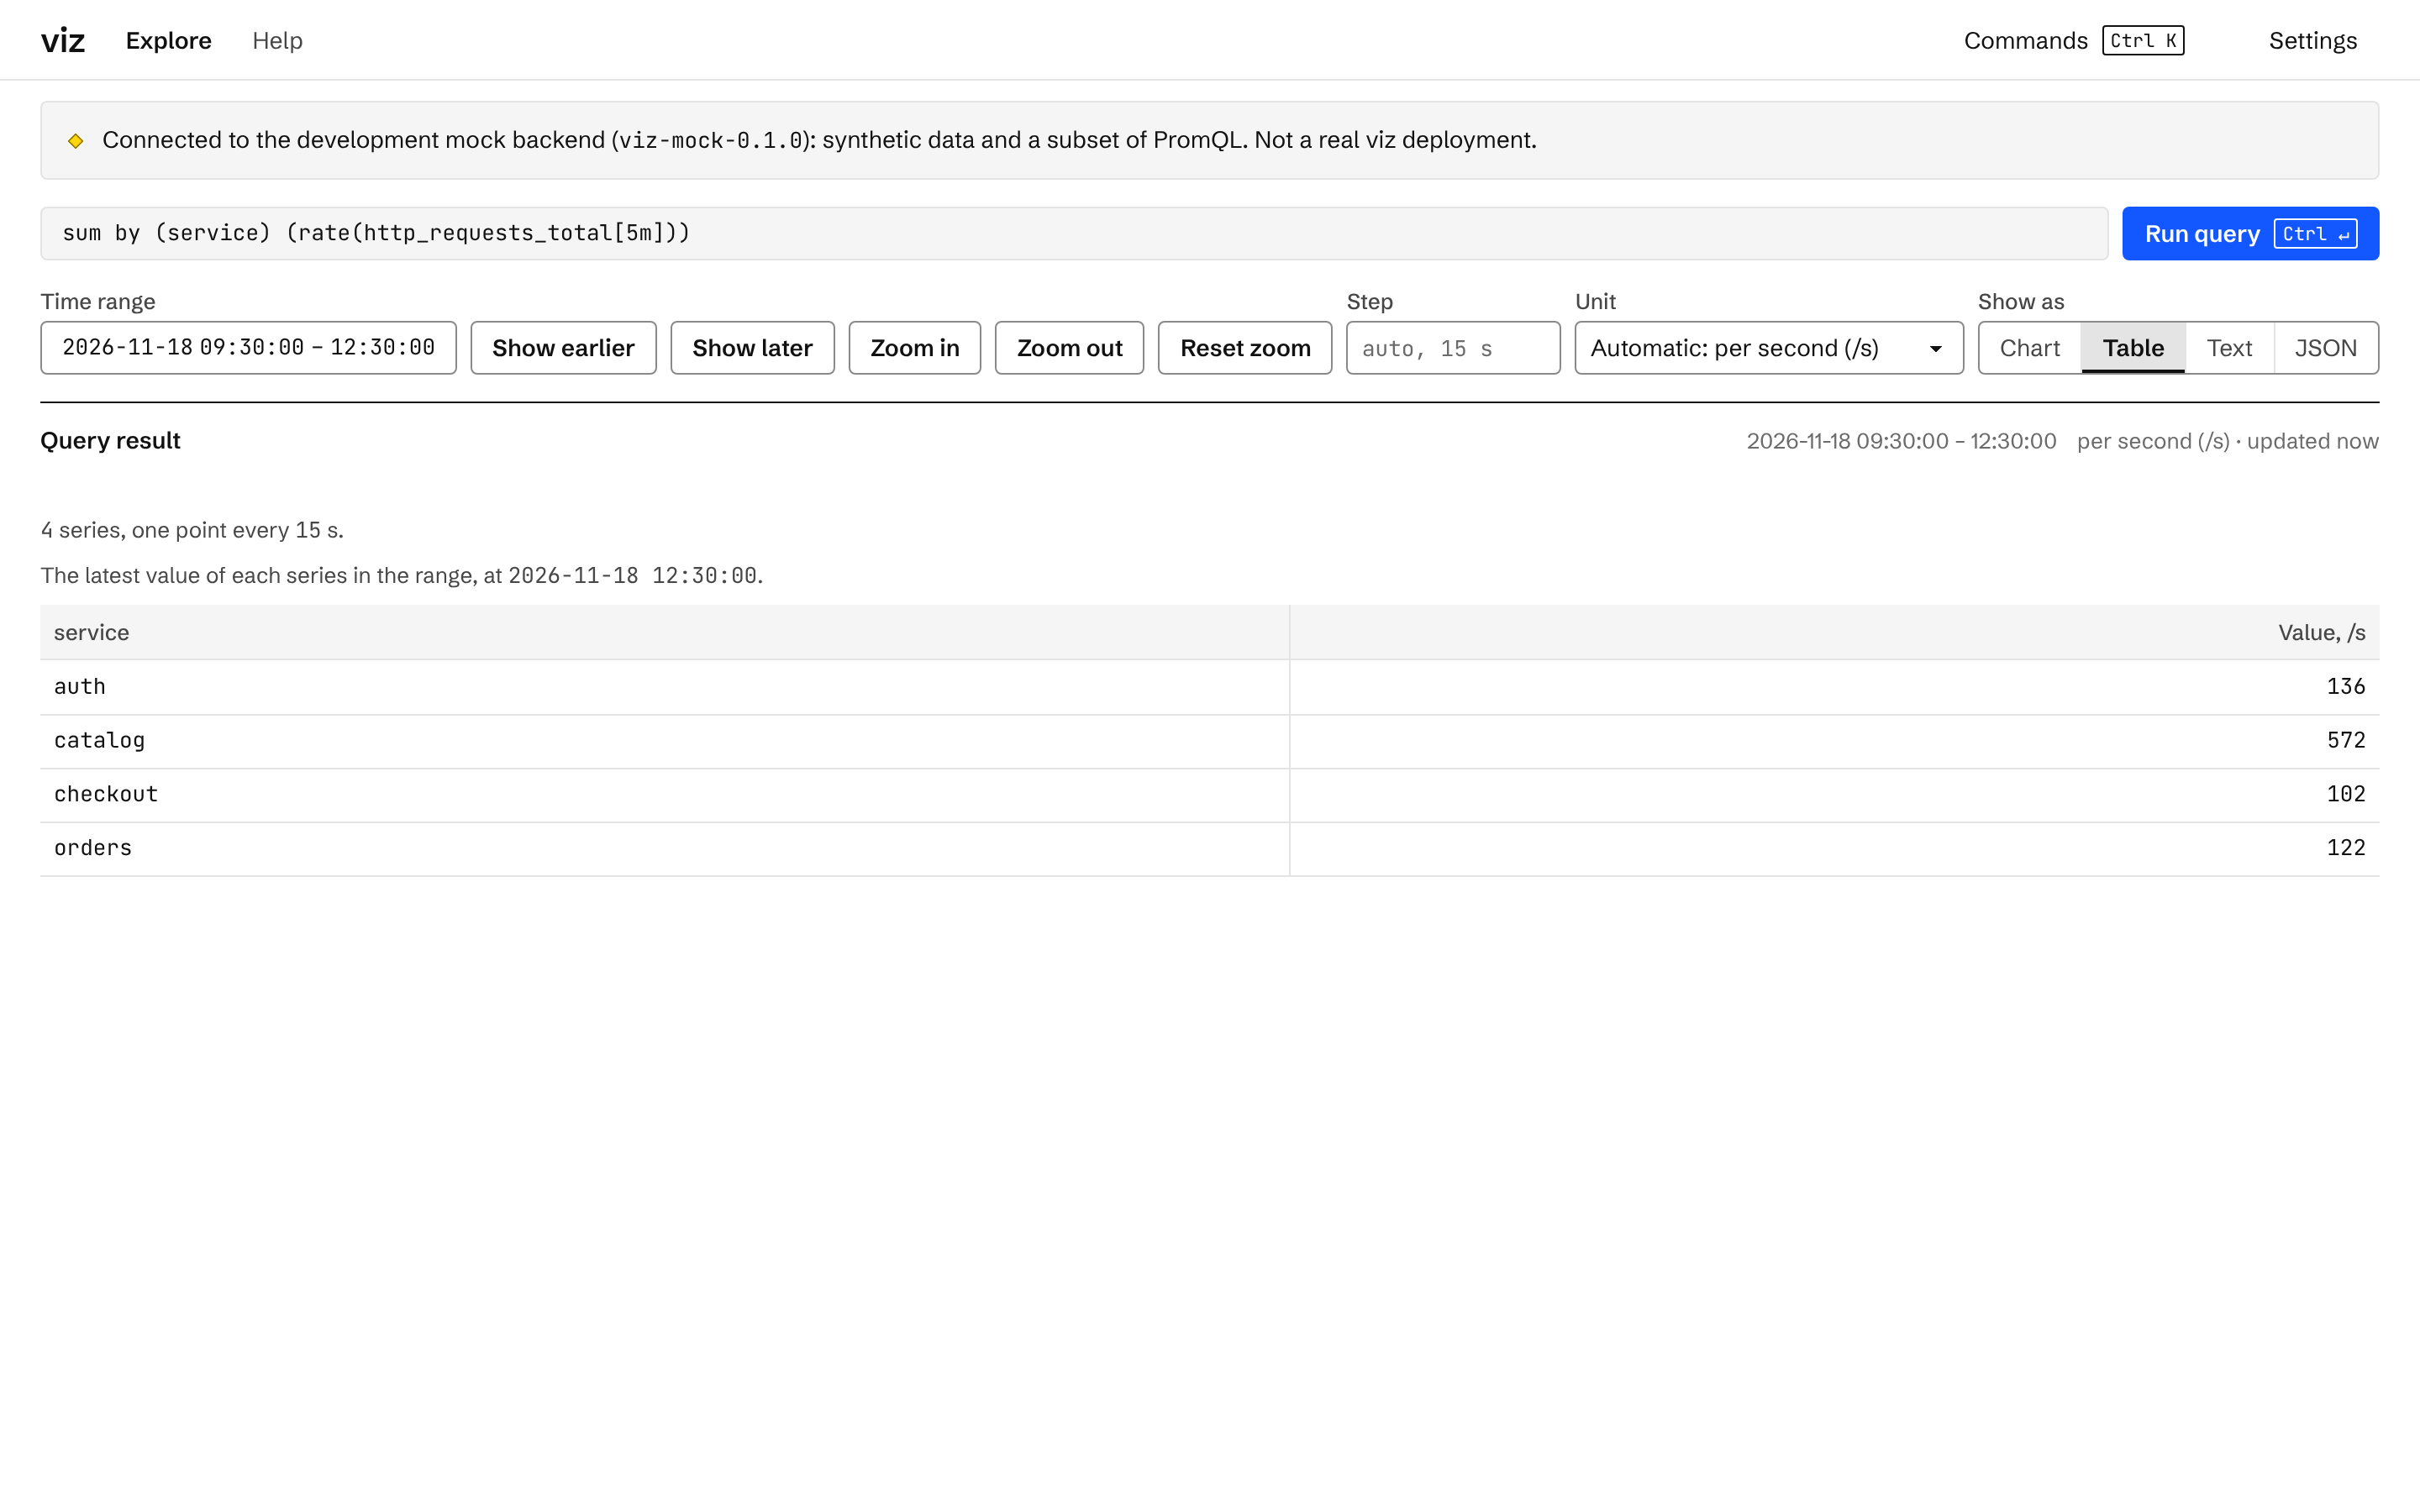 viz Explore Help Commands Ctrl K Settings
Connected to the development mock backend (viz-mock-0.1.0): synthetic data and a subset of PromQL. Not a real viz deployment.
sum by (service) (rate(http_requests_total[5m])) Run query Ctrl ↵
Time range Step Unit Show as
2026-11-18 09:30:00 – 12:30:00 Show earlier Show later Zoom in Zoom out Reset zoom auto, 15 s Automatic: per second (/s) Chart Table Text JSON
Query result 2026-11-18 09:30:00 – 12:30:00 per second (/s) · updated now
4 series, one point every 15 s.
The latest value of each series in the range, at 2026-11-18 12:30:00.
service Value, /s
auth 136
catalog 572
checkout 102
orders 122